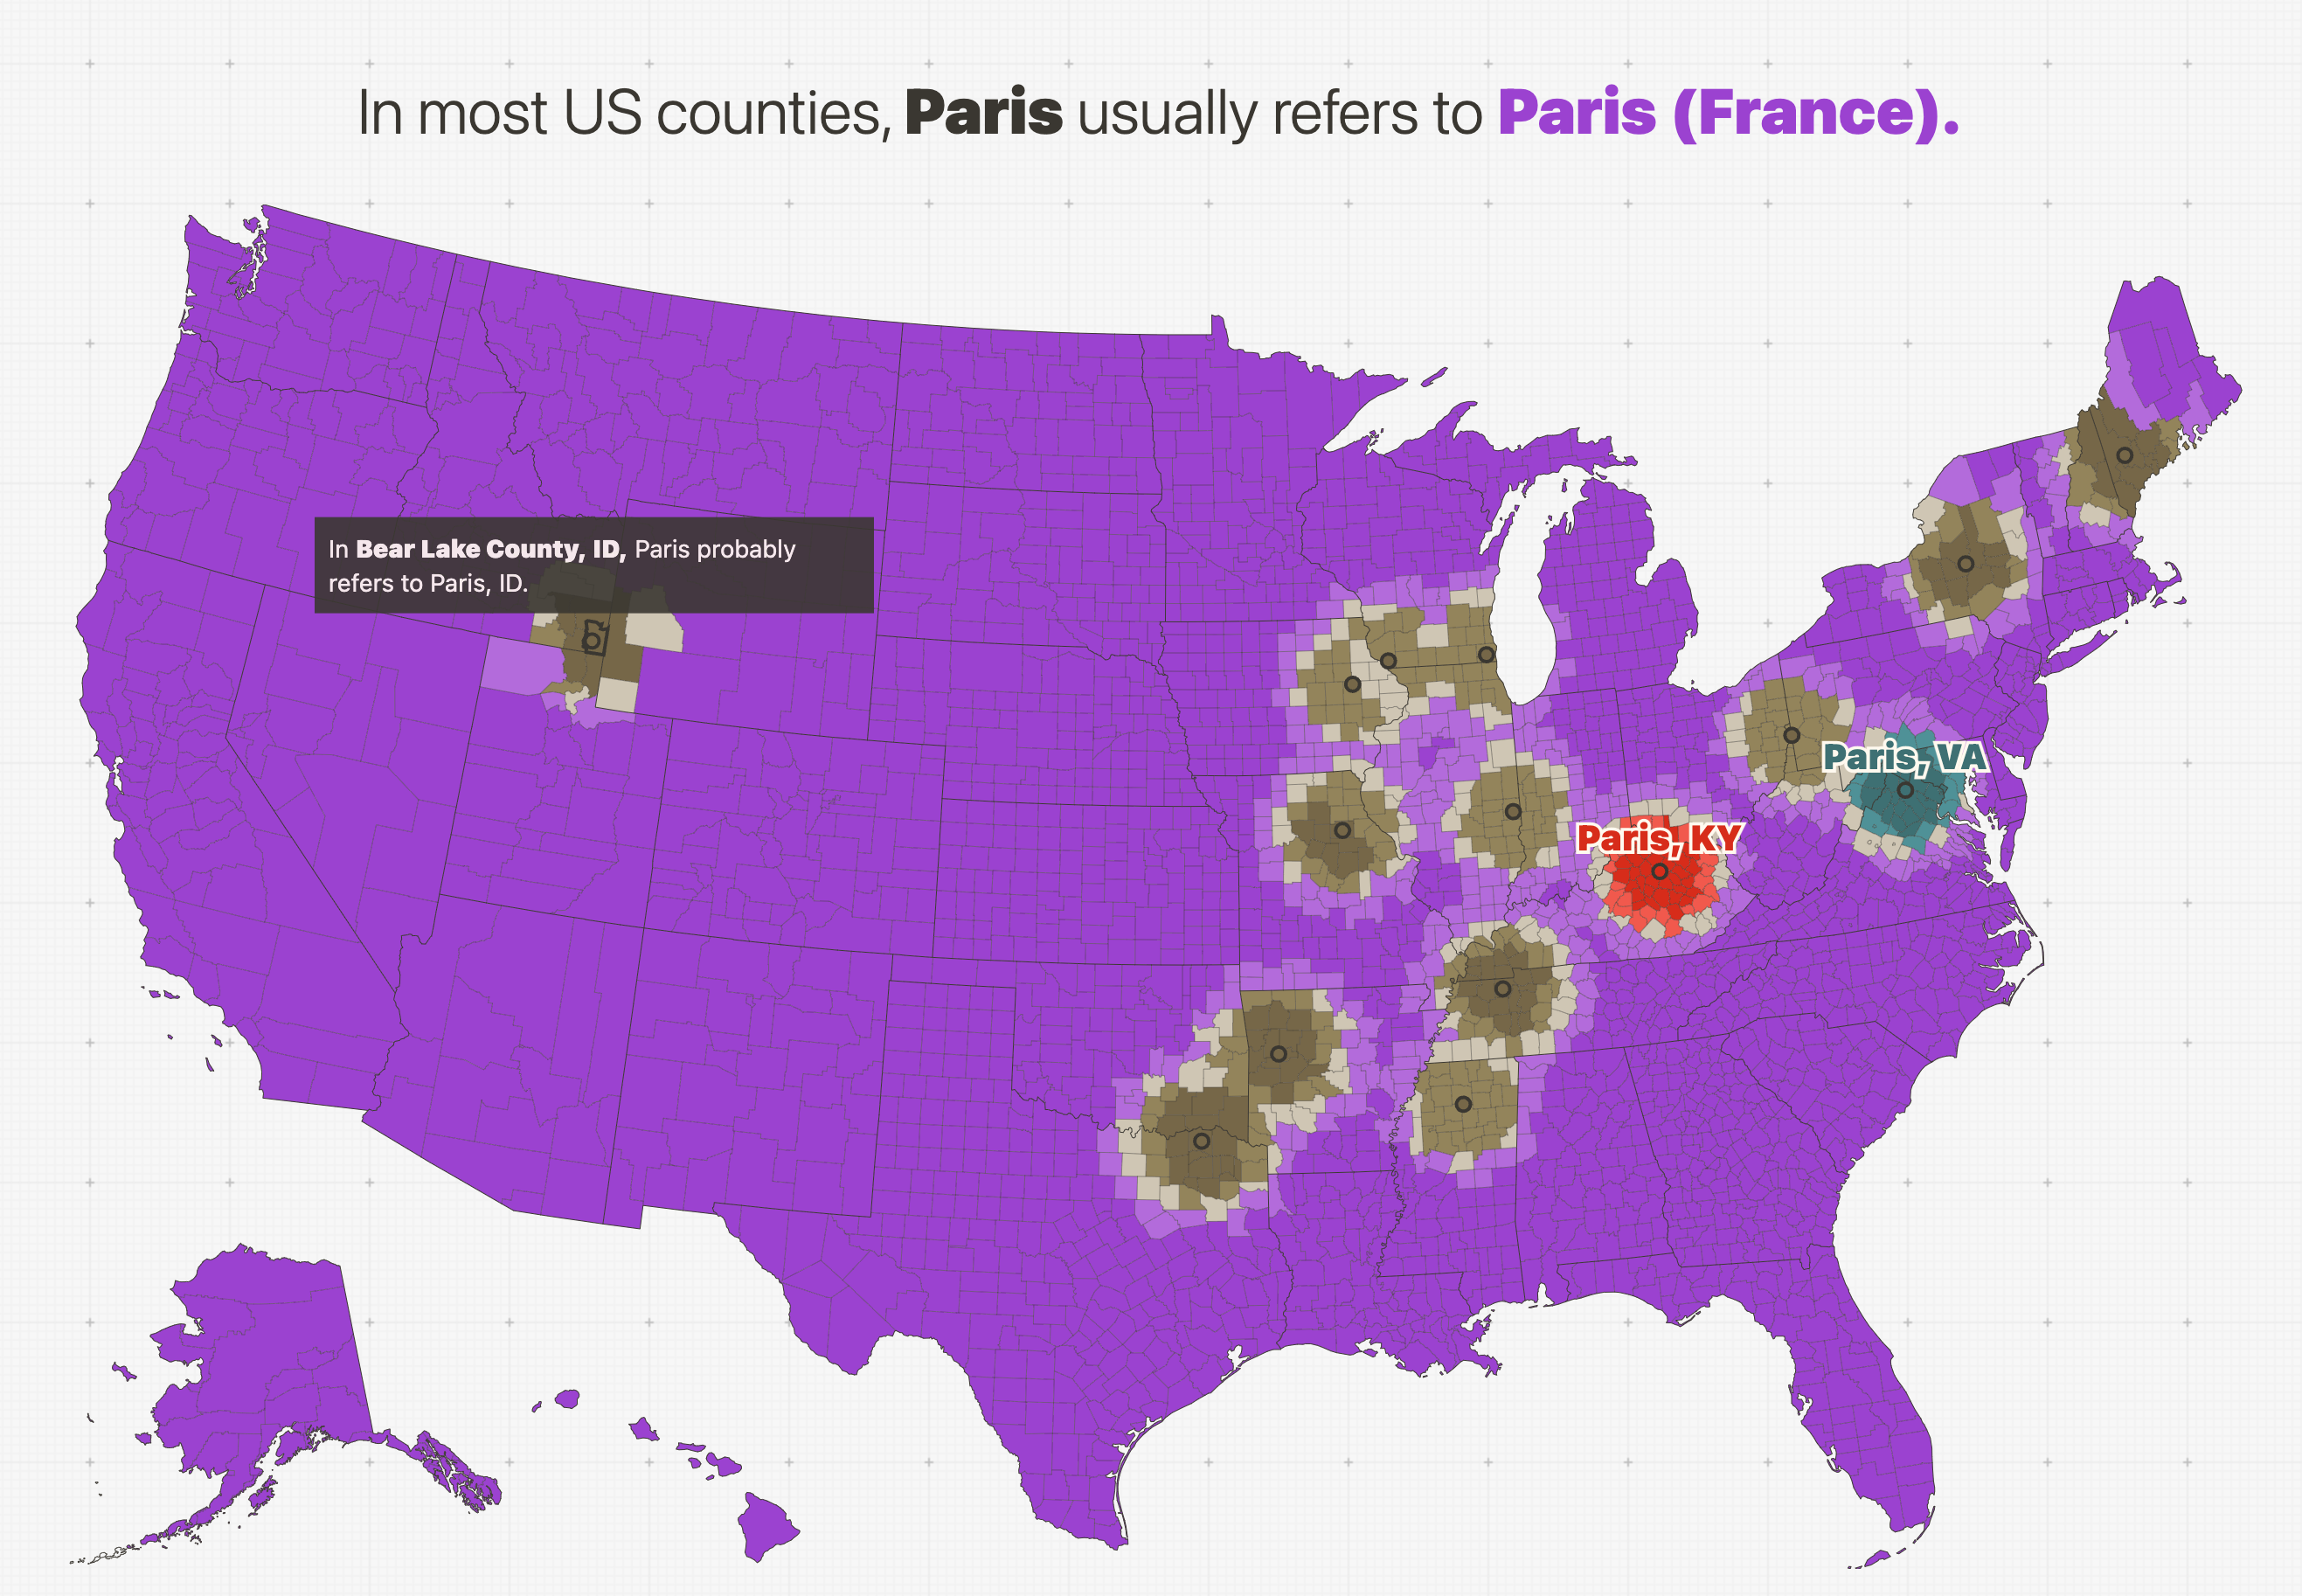 In most US counties, Paris usually refers to Paris (France).
In Bear Lake County, ID, Paris probably
refers to Paris, ID.
Paris, VA
Paris, KY